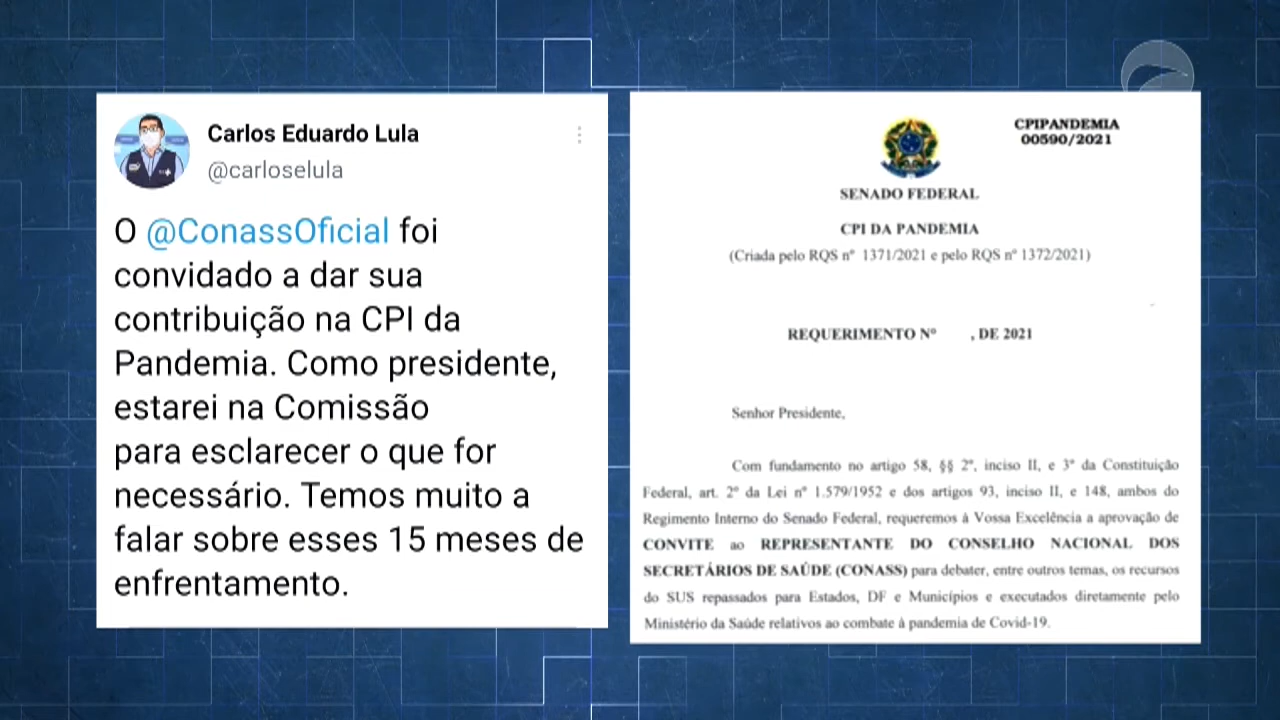 Carlos Eduardo Lula
@carloselula
O @ConassOficial foi
convidado a dar sua
contribuição na CPI da
Pandemia. Como presidente,
estarei na Comissão
para esclarecer o que for
necessário. Temos muito a
falar sobre esses 15 meses de
enfrentamento.
CPIPANDEMIA
00590/2021
SENADO FEDERAL
CPI DA PANDEMIA
(Criada pelo RQS nº 1371/2021 e pelo RQS nº 1372/2021)
REQUERIMENTO Nº , DE 2021
Senhor Presidente,
Com fundamento no artigo 58, §§ 2º, inciso II, e 3º da Constituição
Federal, art. 2º da Lei nº 1.579/1952 e dos artigos 93, inciso II, e 148, ambos do
Regimento Interno do Senado Federal, requeremos à Vossa Excelência a aprovação de
CONVITE ao REPRESENTANTE DO CONSELHO NACIONAL DOS
SECRETÁRIOS DE SAÚDE (CONASS) para debater, entre outros temas, os recursos
do SUS repassados para Estados, DF e Municípios e executados diretamente pelo
Ministério da Saúde relativos ao combate à pandemia de Covid-19.